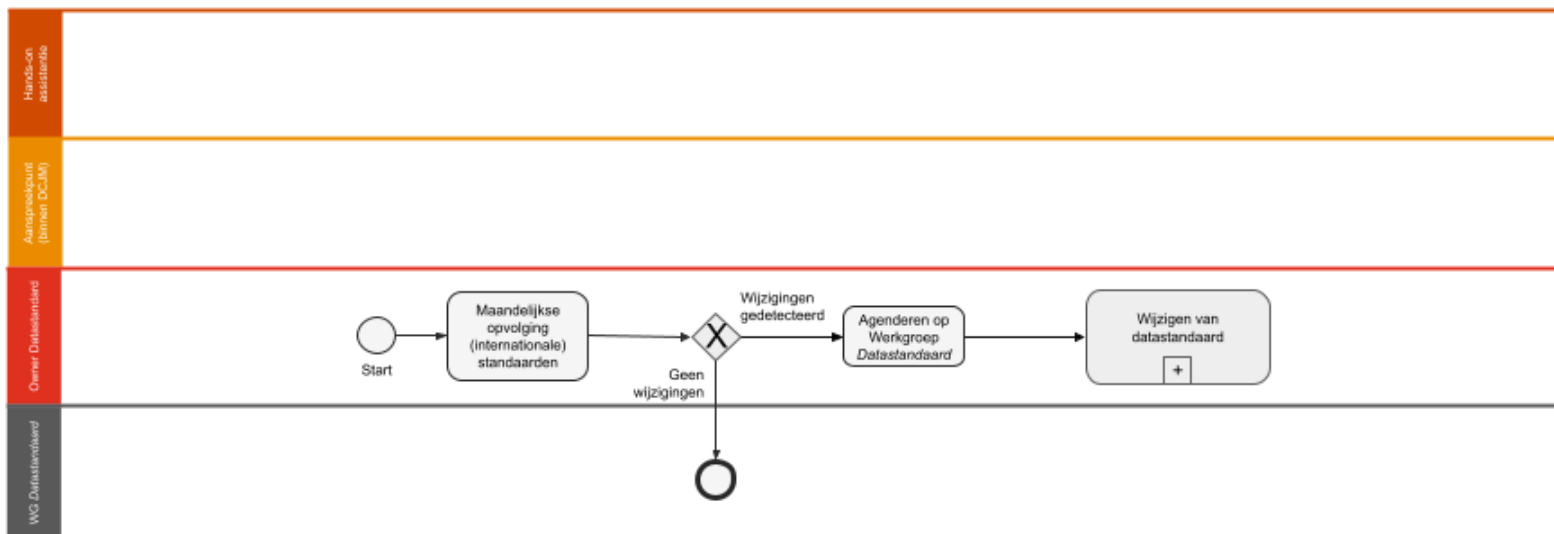 Hands-on
assistentie
Aanspreekpunt
(binnen DCJM)
Owner Datastandard
WG Datastandaard
Start
Maandelijkse
opvolging
(internationale)
standaarden
X
Wijzigingen
gedetecteerd
Geen
wijzigingen
Agenderen op
Werkgroep
Datastandaard
Wijzigen van
datastandaard
+